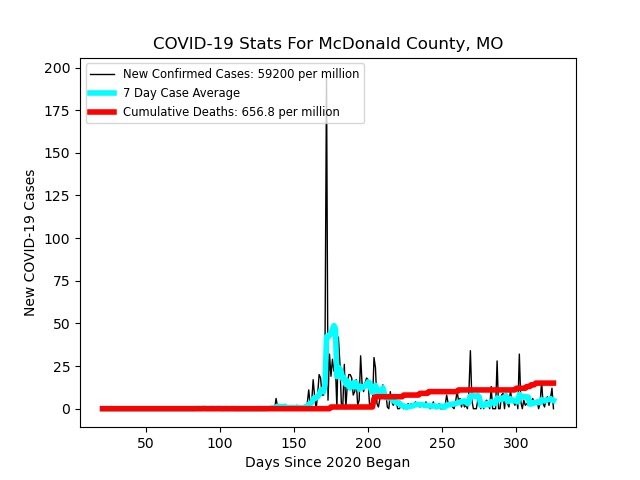 COVID-19 Stats For McDonald County, MO
New Confirmed Cases: 59200 per million
7 Day Case Average
Cumulative Deaths: 656.8 per million
New COVID-19 Cases
200
175
150
125
100
75
50
25
0
50 100 150 200 250 300
Days Since 2020 Began